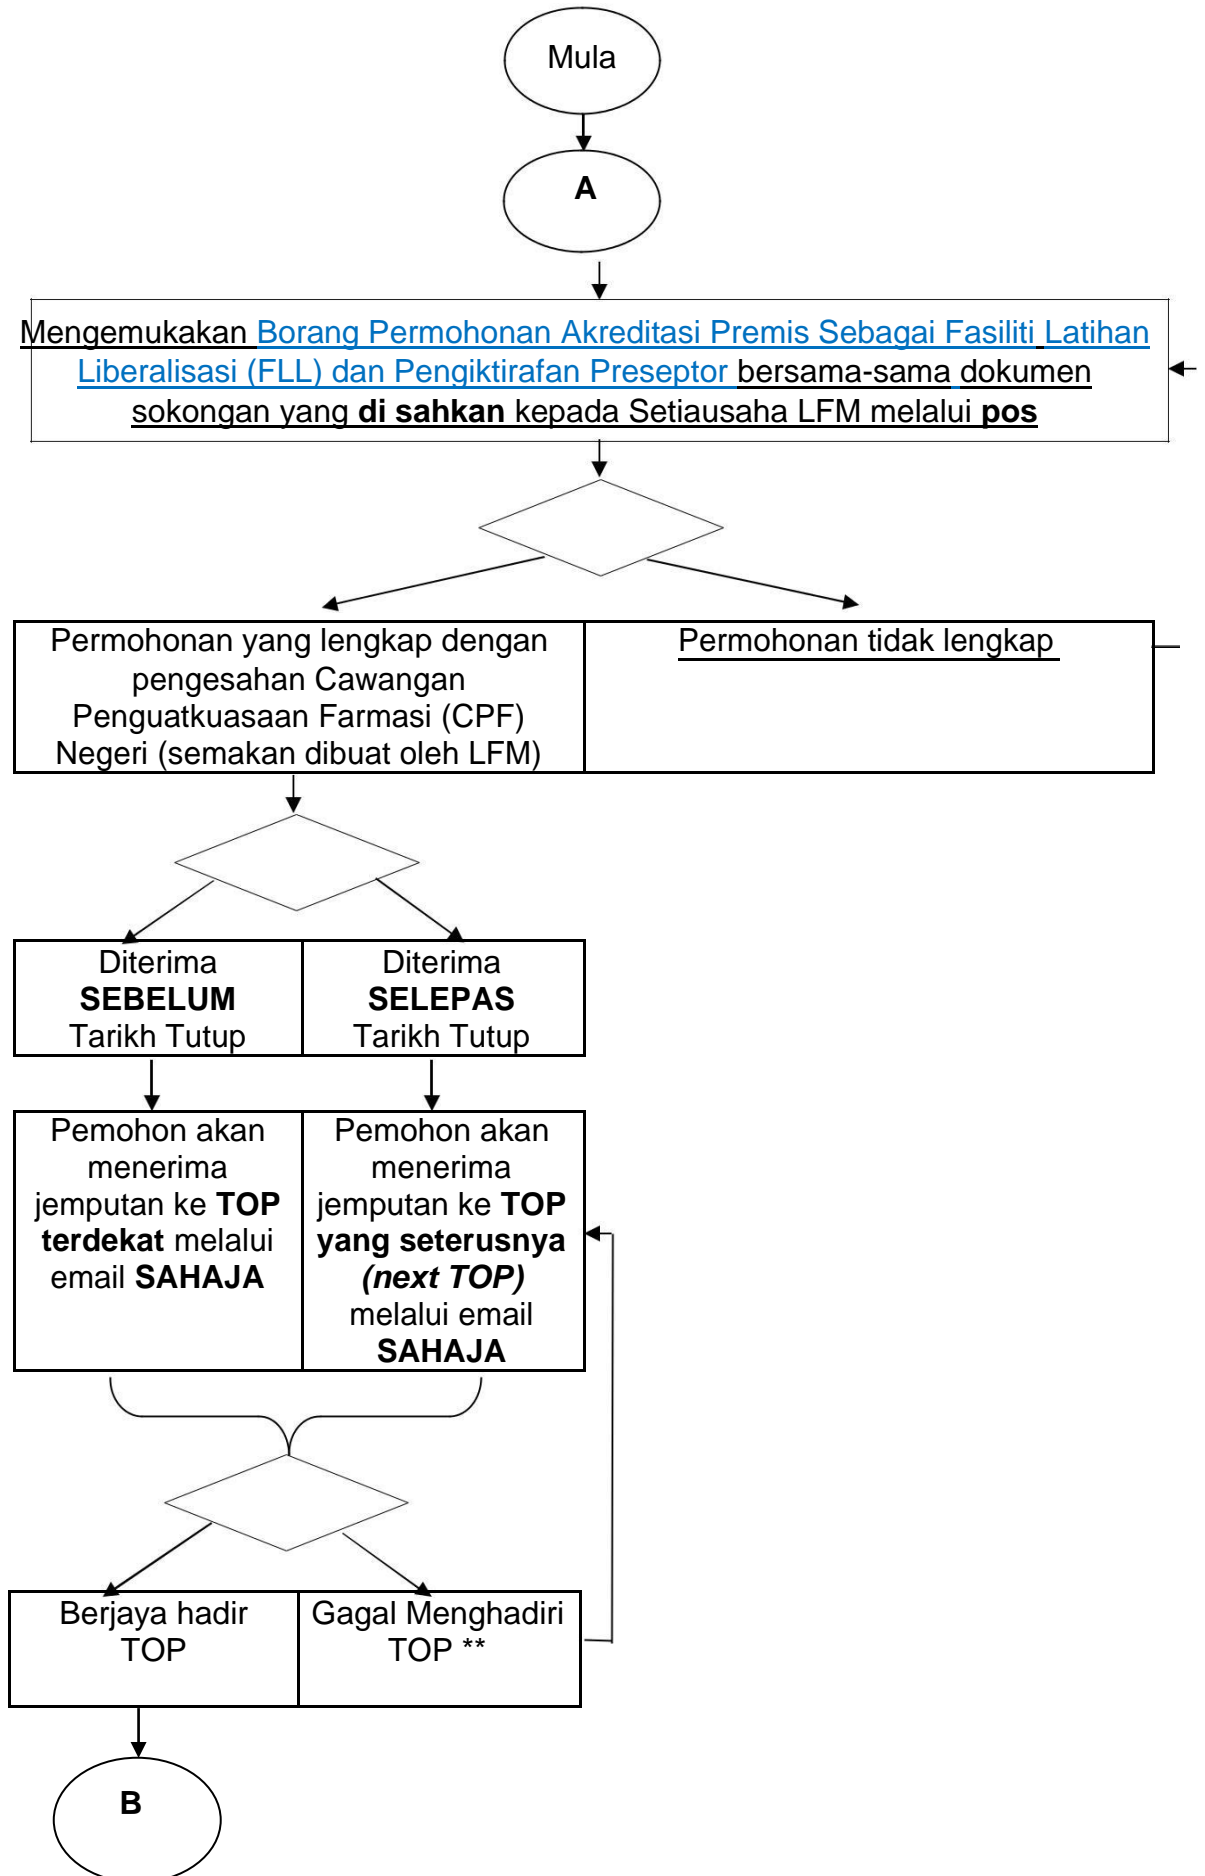 Mula
A
Mengemukakan Borang Permohonan Akreditasi Premis Sebagai Fasiliti Latihan
Liberalisasi (FLL) dan Pengiktirafan Preseptor bersama-sama dokumen
sokongan yang di sahkan kepada Setiausaha LFM melalui pos
Permohonan yang lengkap dengan
pengesahan Cawangan
Penguatkuasaan Farmasi (CPF)
Negeri (semakan dibuat oleh LFM)
Permohonan tidak lengkap
Diterima
SEBELUM
Tarikh Tutup
Diterima
SELEPAS
Tarikh Tutup
Pemohon akan
menerima
jemputan ke TOP
terdekat melalui
email SAHAJA
Pemohon akan
menerima
jemputan ke TOP
yang seterusnya
(next TOP)
melalui email
SAHAJA
Berjaya hadir
TOP
Gagal Menghadiri
TOP **
B